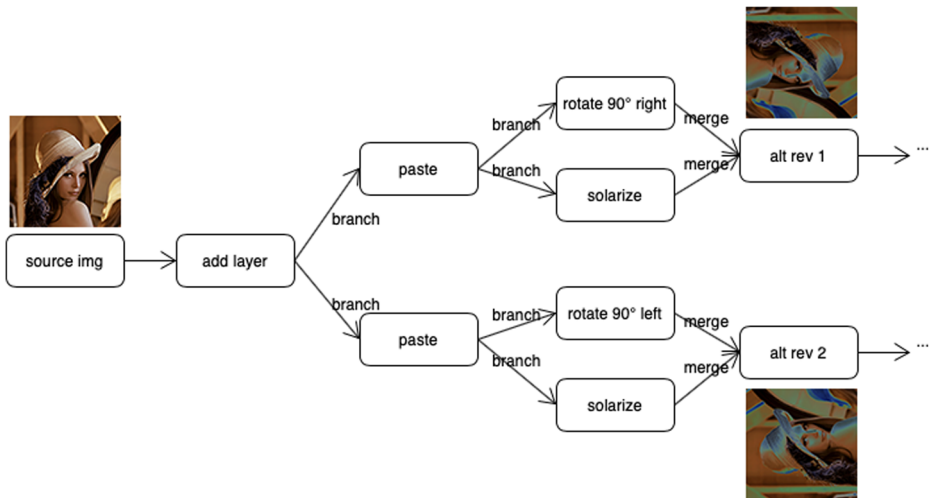 source img
add layer
branch
branch
paste
paste
branch
branch
branch
branch
rotate 90° right
solarize
rotate 90° left
solarize
merge
merge
merge
merge
alt rev 1
...
alt rev 2
...